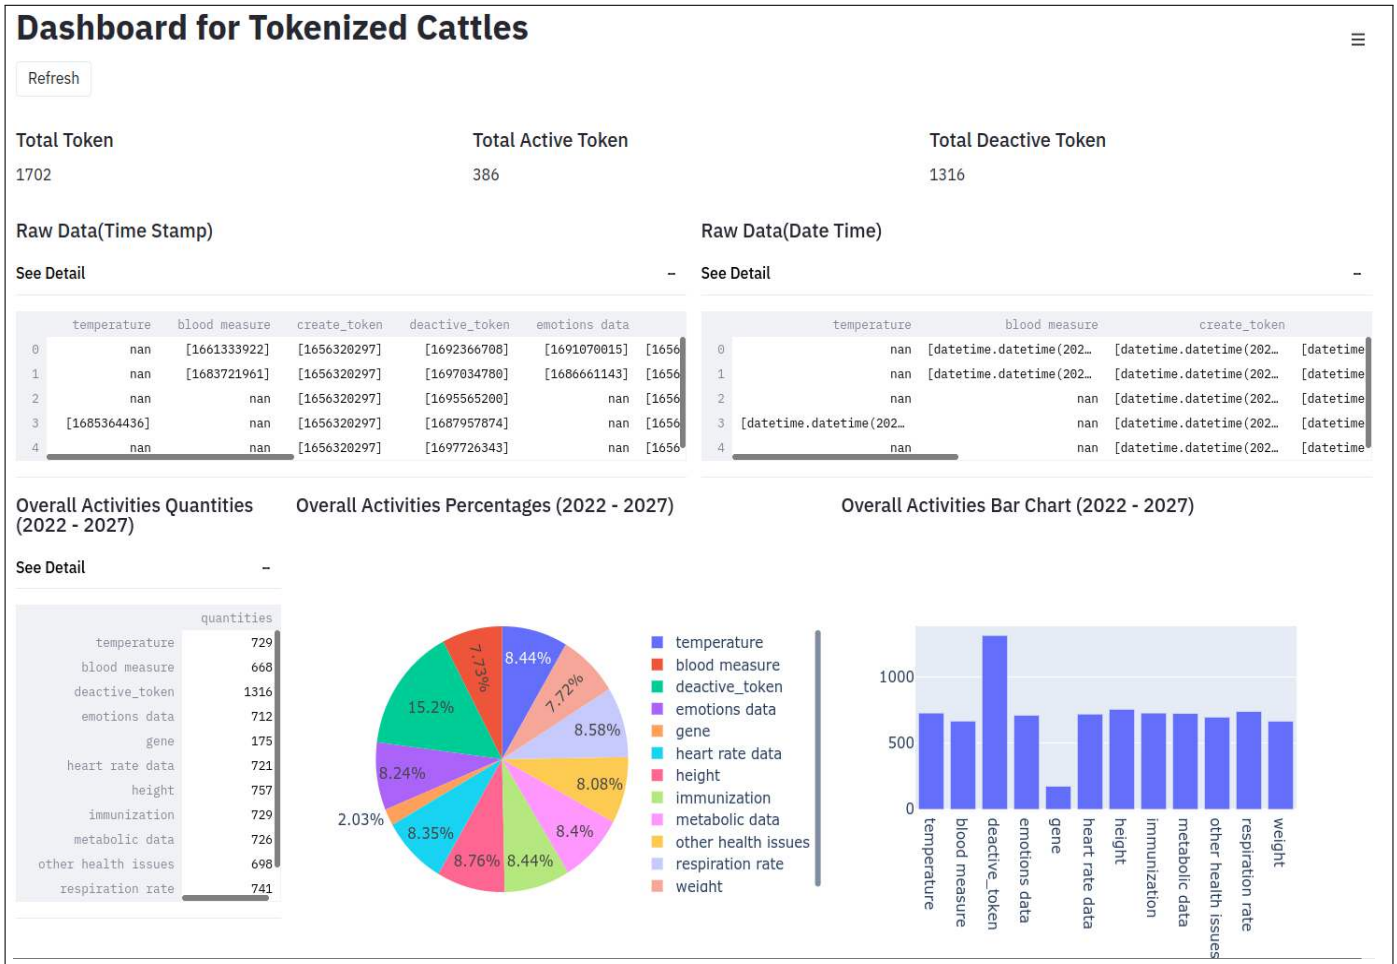 Dashboard for Tokenized Cattles
Refresh
Total Token
Total Active Token
Total Deactive Token
1702
386
1316
Raw Data(Time Stamp)
Raw Data(Date Time)
See Detail
See Detail
temperature blood measure create_token deactive_token emotions data
0 nan [1661333922] [1656320297] [1692366708] [1691070015] [1656
1 nan [1683721961] [1656320297] [1697034780] [1686661143] [1656
2 nan nan [1656320297] [1695565200] nan [1656
3 [1685364436] nan [1656320297] [1687957874] nan [1656
4 nan nan [1656320297] [1697726343] nan [1656
temperature blood measure create_token
0 nan [datetime.datetime(202… [datetime.datetime(202… [datetime
1 nan [datetime.datetime(202… [datetime.datetime(202… [datetime
2 nan nan [datetime.datetime(202… [datetime
3 [datetime.datetime(202… nan [datetime.datetime(202… [datetime
4 nan nan [datetime.datetime(202… [datetime
Overall Activities Quantities
(2022 - 2027)
See Detail
quantities
temperature 729
blood measure 668
deactive_token 1316
emotions data 712
gene 175
heart rate data 721
height 757
immunization 729
metabolic data 726
other health issues 698
respiration rate 741
Overall Activities Percentages (2022 - 2027)
8.44%
7.72%
8.58%
8.08%
8.4%
8.44%
8.76%
8.35%
2.03%
8.24%
15.2%
7.73%
temperature
blood measure
deactive_token
emotions data
gene
heart rate data
height
immunization
metabolic data
other health issues
respiration rate
weight
Overall Activities Bar Chart (2022 - 2027)
1000
500
0
temperature
blood measure
deactive_token
emotions data
gene
heart rate data
height
immunization
metabolic data
other health issues
respiration rate
weight